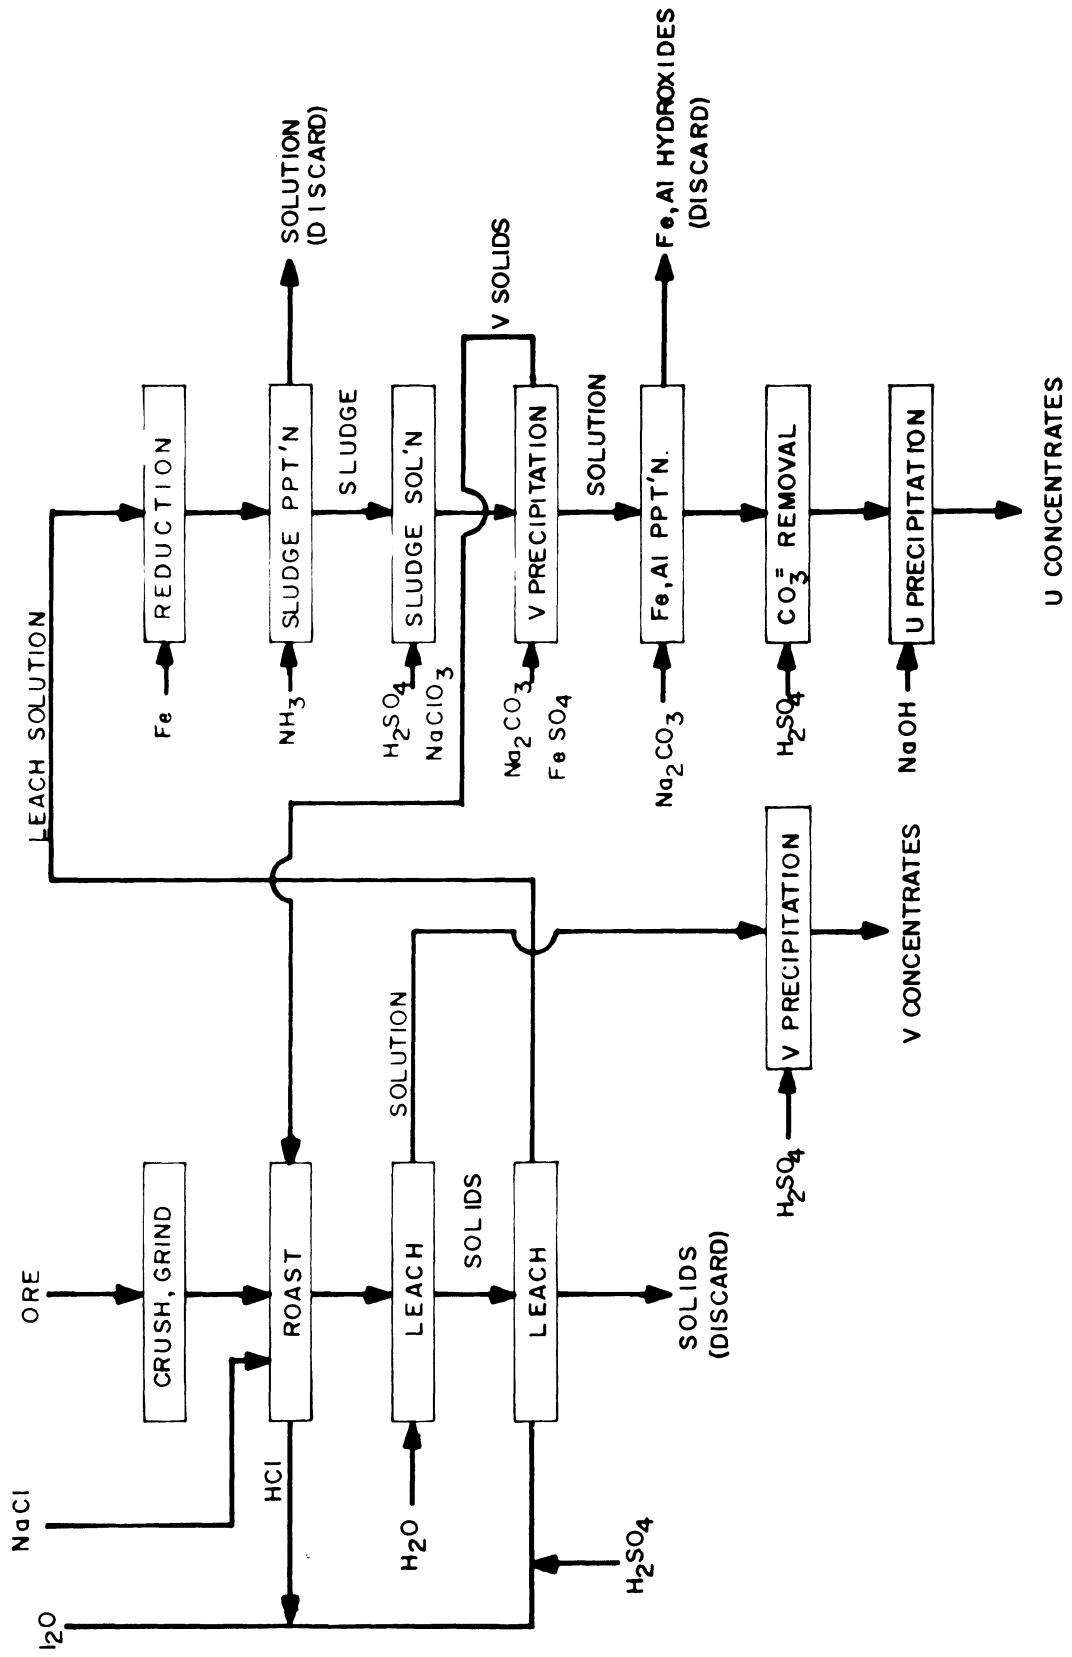 I2O
NaCl
ORE
CRUSH, GRIND
HCl
ROAST
H2O
LEACH
SOLUTION
SOLIDS
LEACH
H2SO4
SOLIDS
(DISCARD)
H2SO4
V PRECIPITATION
V CONCENTRATES
LEACH SOLUTION
Fe
REDUCTION
NH3
SLUDGE PPT'N
SOLUTION
(DISCARD)
SLUDGE
H2SO4
NaClO3
SLUDGE SOL'N
V SOLIDS
Na2CO3
FeSO4
V PRECIPITATION
SOLUTION
Na2CO3
Fe, Al PPT'N.
Fe, Al HYDROXIDES
(DISCARD)
H2SO4
CO3= REMOVAL
NaOH
U PRECIPITATION
U CONCENTRATES